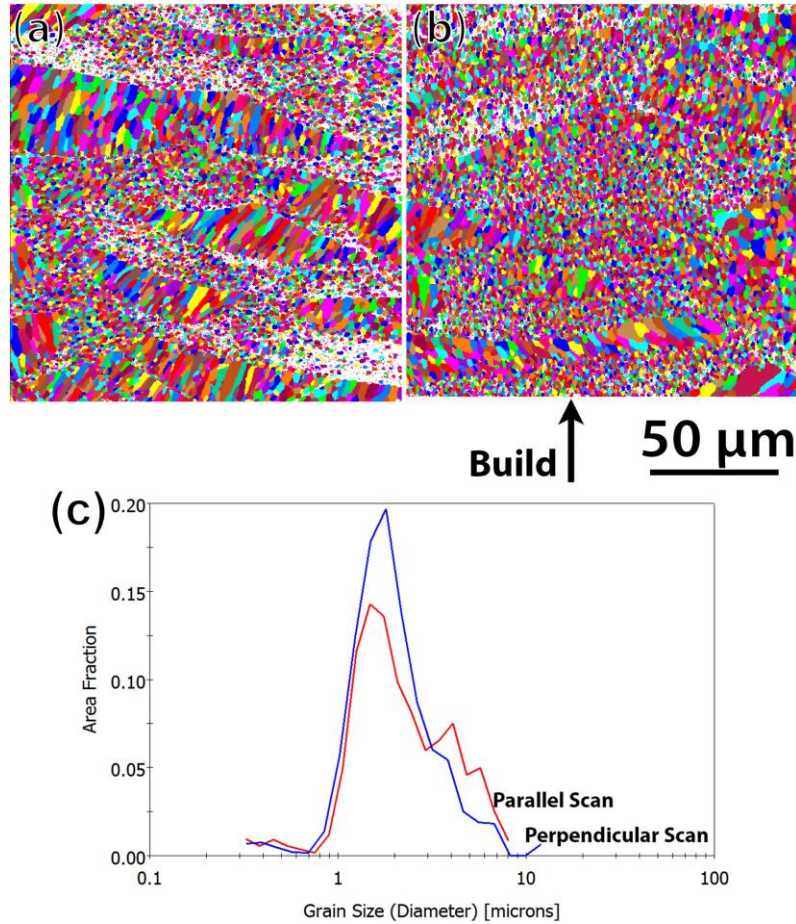 (a)
(b)
Build
50 µm
(c)
0.20
0.15
0.10
0.05
0.00
Area Fraction
Parallel Scan
Perpendicular Scan
0.1
1
10
100
Grain Size (Diameter) [microns]